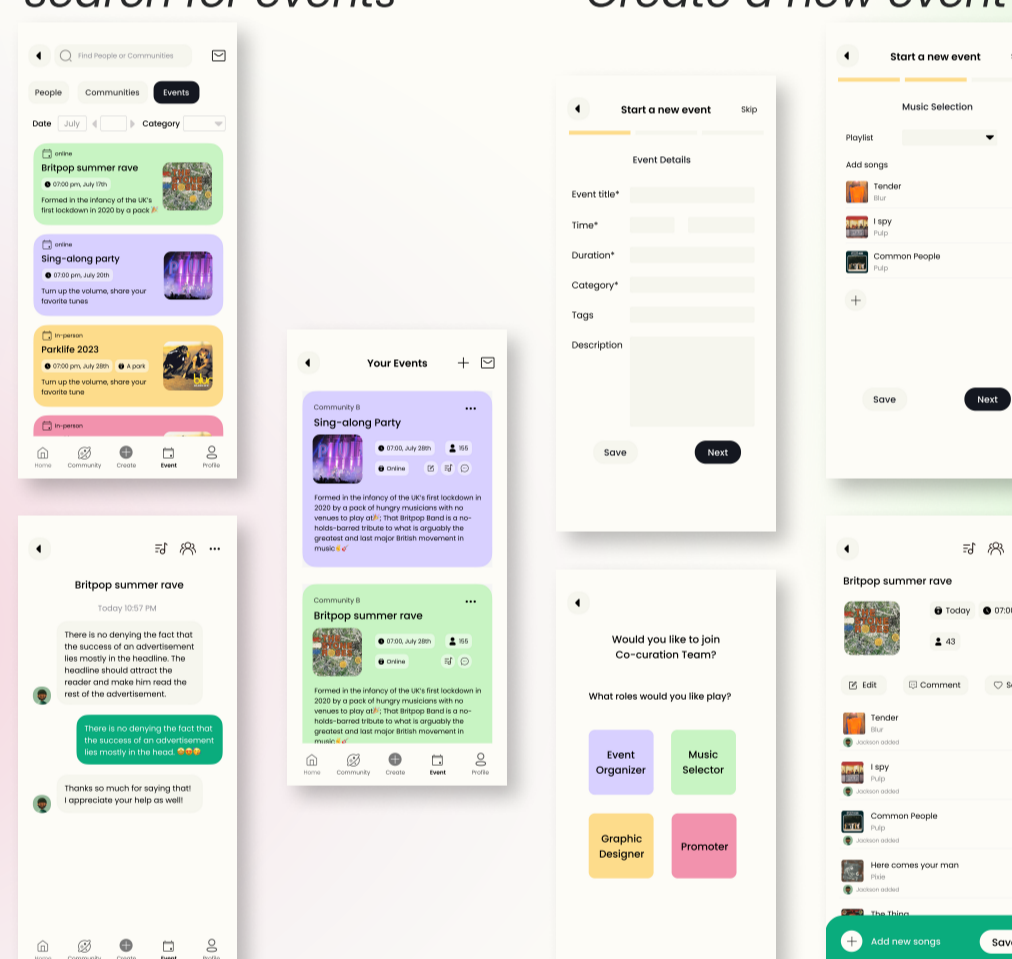 search for events
Find People or Communities
People
Communities
Events
Date
July
Category
online
Britpop summer rave
07:00 pm, July 17th
Formed in the infancy of the UK's
first lockdown in 2020 by a pack 🎉
online
Sing-along party
07:00 pm, July 20th
Turn up the volume, share your
favorite tunes
In-person
Parklife 2023
07:00 pm, July 28th
A park
Turn up the volume, share your
favorite tune
blur
In-person
Home
Community
Create
Event
Profile
Britpop summer rave
Today 10:57 PM
There is no denying the fact that
the success of an advertisement
lies mostly in the headline. The
headline should attract the
reader and make him read the
rest of the advertisement.
There is no denying the fact that
the success of an advertisement
lies mostly in the head.
Thanks so much for saying that!
I appreciate your help as well!
Home
Community
Create
Event
Profile
Your Events
Community B
Sing-along Party
07:00, July 28th
155
Online
Formed in the infancy of the UK's first lockdown in
2020 by a pack of hungry musicians with no
venues to play at🎉; That Britpop Band is a no-
holds-barred tribute to what is arguably the
greatest and last major British movement in
music
Community B
Britpop summer rave
07:00, July 28th
155
Online
Formed in the infancy of the UK's first lockdown in
2020 by a pack of hungry musicians with no
venues to play at🎉; That Britpop Band is a no-
holds-barred tribute to what is arguably the
greatest and last major British movement in
music
Home
Community
Create
Event
Profile
Create a new event
Start a new event
Skip
Event Details
Event title*
Time*
Duration*
Category*
Tags
Description
Save
Next
Would you like to join
Co-curation Team?
What roles would you like play?
Event
Organizer
Music
Selector
Graphic
Designer
Promoter
Start a new event
Music Selection
Playlist
Add songs
Tender
Blur
I spy
Pulp
Common People
Pulp
Save
Next
Britpop summer rave
Today
07:0
43
Edit
Comment
Tender
Blur
Jackson added
I spy
Pulp
Jackson added
Common People
Pulp
Jackson added
Here comes your man
Pixie
Jackson added
The Thing
Add new songs
Save